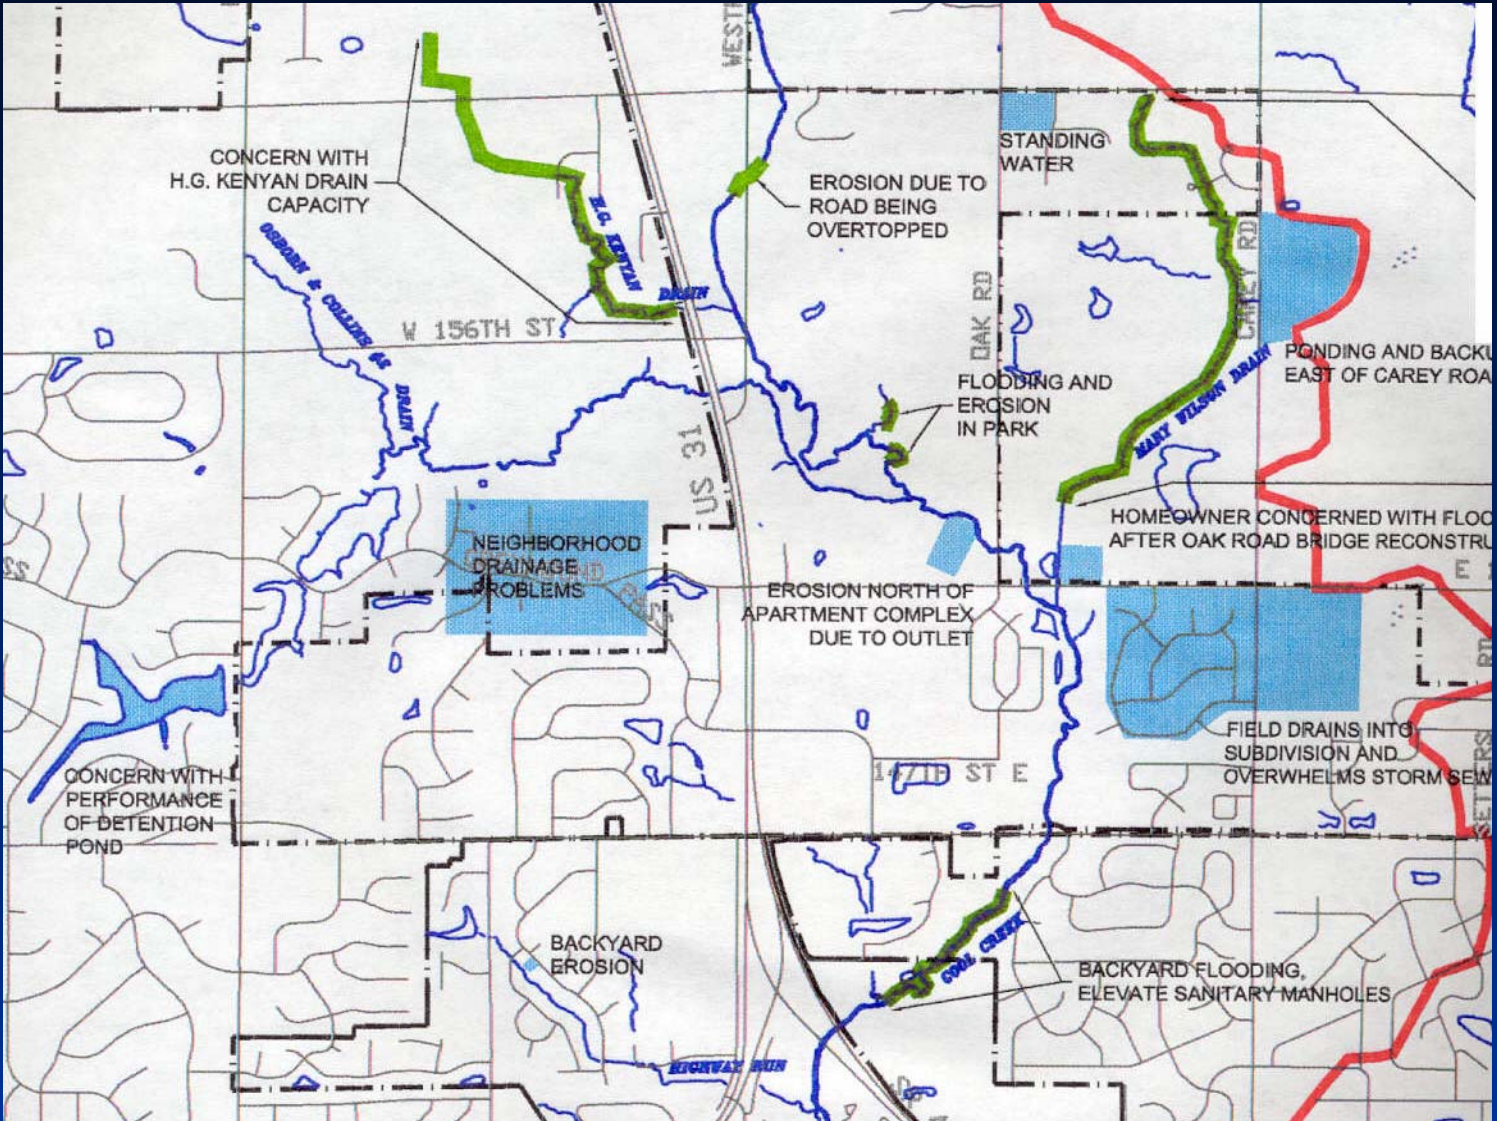 WEST
STANDING
WATER
CONCERN WITH
H.G. KENYAN DRAIN
CAPACITY
EROSION DUE TO
ROAD BEING
OVERTOPPED
H.G. KENYAN
DRAIN
OSBORN & COLLINS #2 DRAIN
W 156TH ST
OAK RD
CAREY RD
MARY WILSON DRAIN
PONDING AND BACKU
EAST OF CAREY ROA
FLOODING AND
EROSION
IN PARK
US 31
HOMEOWNER CONCERNED WITH FLOO
AFTER OAK ROAD BRIDGE RECONSTRU
NEIGHBORHOOD
DRAINAGE
PROBLEMS
E
EROSION NORTH OF
APARTMENT COMPLEX
DUE TO OUTLET
RD
FIELD DRAINS INTO
SUBDIVISION AND
OVERWHELMS STORM SEW
147TH ST E
CONCERN WITH
PERFORMANCE
OF DETENTION
POND
BACKYARD
EROSION
COOL CREEK
BACKYARD FLOODING,
ELEVATE SANITARY MANHOLES
HIGHWAY RUN